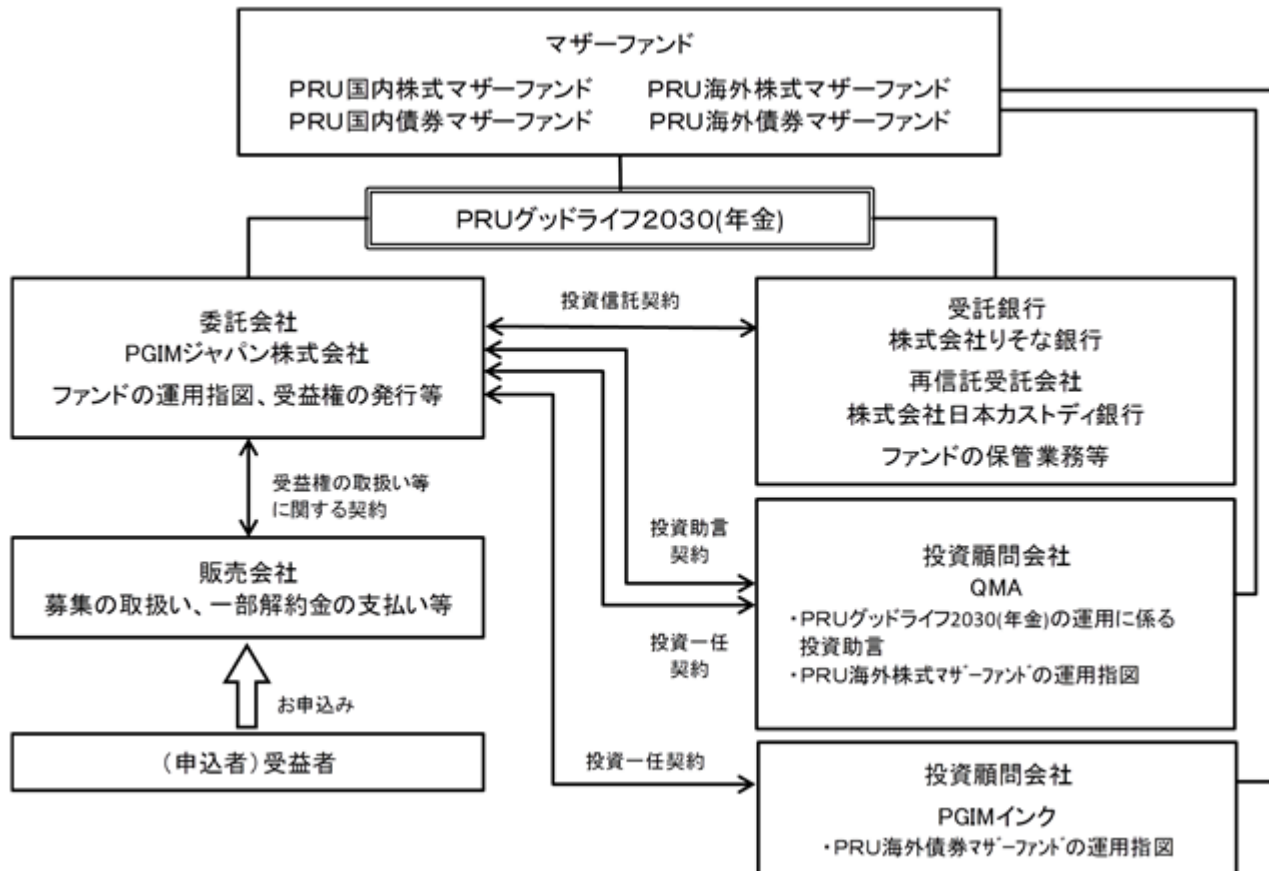 マザーファンド
PRU国内株式マザーファンド PRU海外株式マザーファンド
PRU国内債券マザーファンド PRU海外債券マザーファンド
PRUグッドライフ2030(年金)
委託会社
PGIMジャパン株式会社
ファンドの運用指図、受益権の発行等
投資信託契約
受託銀行
株式会社りそな銀行
再信託受託会社
株式会社日本カストディ銀行
ファンドの保管業務等
受益権の取扱い等
に関する契約
販売会社
募集の取扱い、一部解約金の支払い等
お申込み
(申込者)受益者
投資助言
契約
投資一任
契約
投資顧問会社
QMA
・PRUグッドライフ2030(年金)の運用に係る
投資助言
・PRU海外株式マザーファンドの運用指図
投資一任契約
投資顧問会社
PGIMインク
・PRU海外債券マザーファンドの運用指図